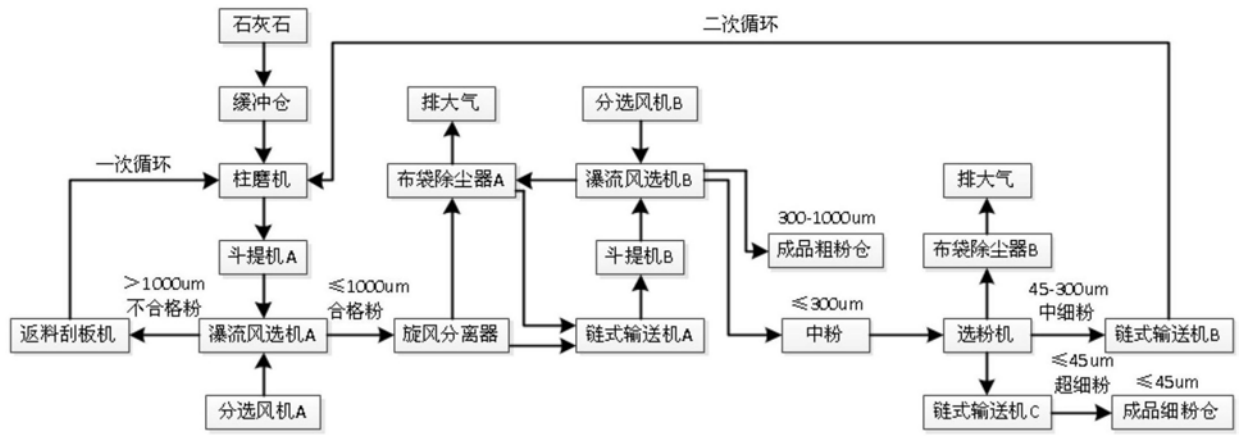 石灰石
二次循环
缓冲仓
排大气
分选风机B
一次循环
柱磨机
布袋除尘器A
瀑流风选机B
排大气
300-1000um
成品粗粉仓
斗提机A
斗提机B
布袋除尘器B
>1000um
不合格粉
≤1000um
合格粉
≤300um
45-300um
中细粉
返料刮板机
瀑流风选机A
旋风分离器
链式输送机A
中粉
选粉机
链式输送机B
≤45um
超细粉
≤45um
分选风机A
链式输送机C
成品细粉仓